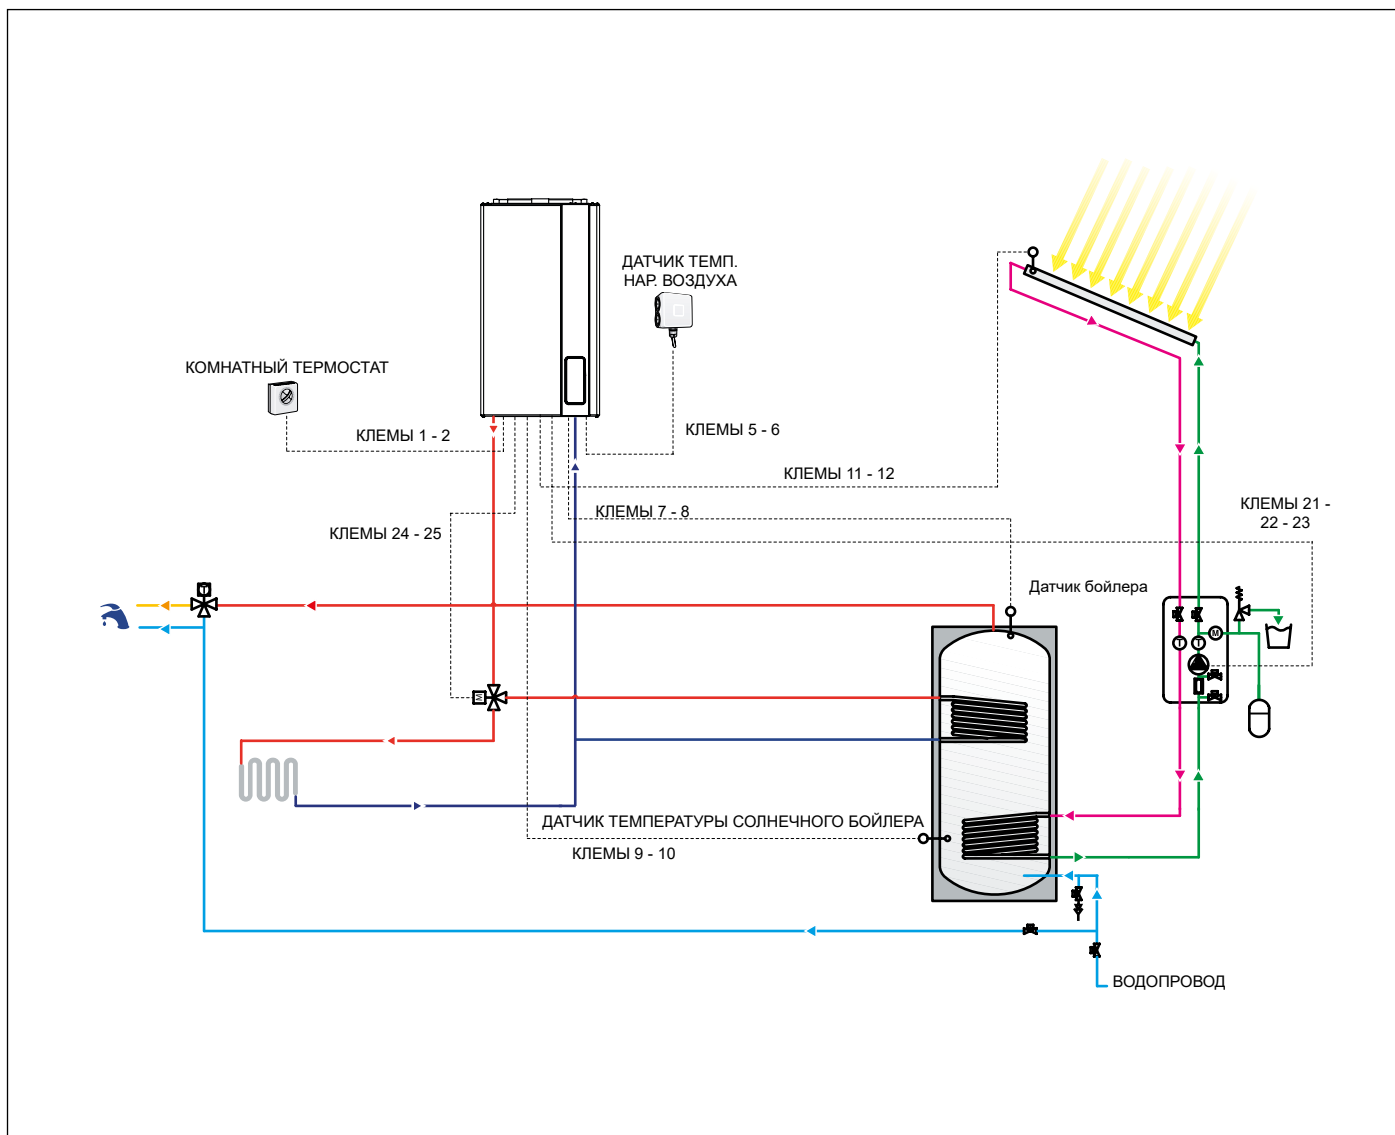 ДАТЧИК ТЕМП.
НАР. ВОЗДУХА
КОМНАТНЫЙ ТЕРМОСТАТ
КЛЕМЫ 1 - 2
КЛЕМЫ 5 - 6
КЛЕМЫ 11 - 12
КЛЕМЫ 7 - 8
КЛЕМЫ 21 -
22 - 23
КЛЕМЫ 24 - 25
Датчик бойлера
T
M
T
T
M
ДАТЧИК ТЕМПЕРАТУРЫ СОЛНЕЧНОГО БОЙЛЕРА
КЛЕМЫ 9 - 10
ВОДОПРОВОД